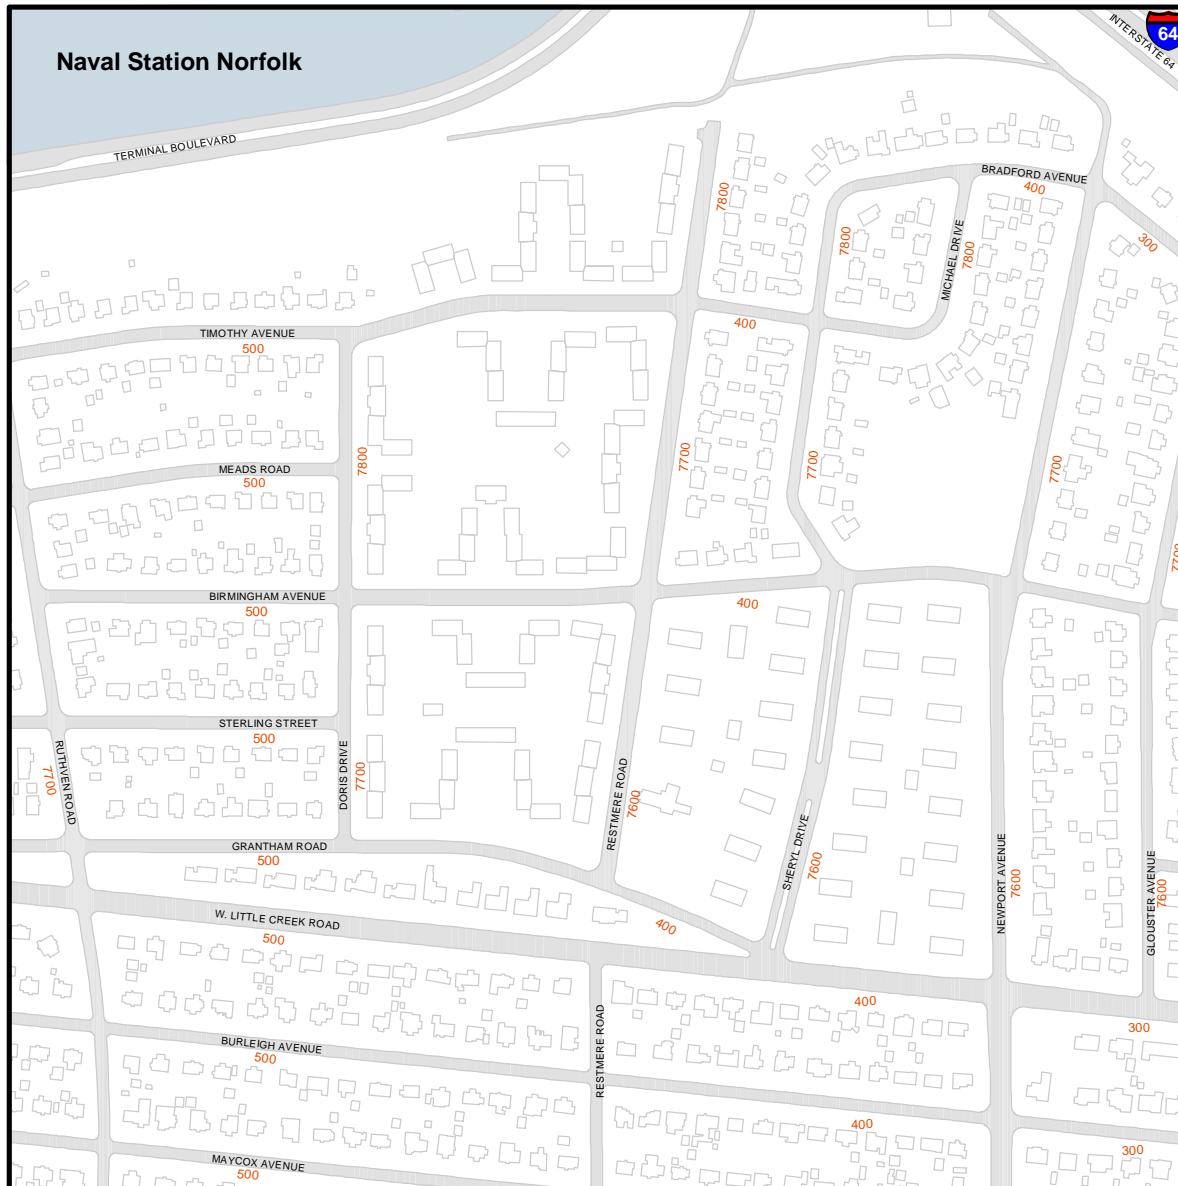 INTERSTATE 64
64
Naval Station Norfolk
TERMINAL BOULEVARD
BRADFORD AVENUE
400
7800
7800
MICHAEL DRIVE
7800
300
TIMOTHY AVENUE
500
400
MEADS ROAD
500
7800
7700
7700
7700
7700
BIRMINGHAM AVENUE
500
400
STERLING STREET
500
RUTHVEN ROAD
7700
DORIS DRIVE
7700
RESTMERE ROAD
7600
GRANTHAM ROAD
500
SHERYL DRIVE
7600
NEWPORT AVENUE
7600
GLOUSTER AVENUE
7600
W. LITTLE CREEK ROAD
500
400
400
300
RESTMERE ROAD
BURLEIGH AVENUE
500
400
300
MAYCOX AVENUE
500